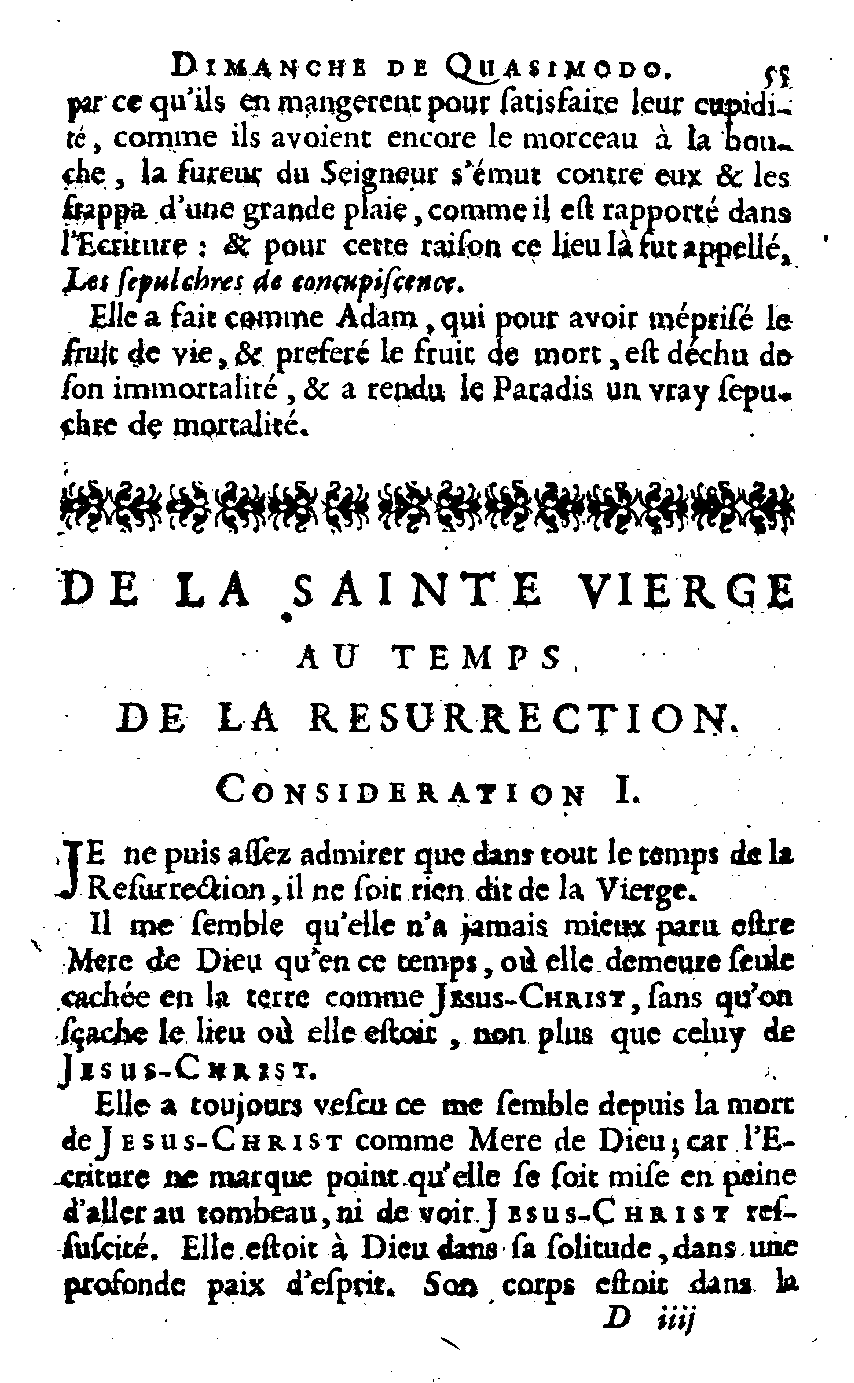 DIMANCHE DE QUASIMODO. 55
par ce qu'ils en mangerent pour ſatisfaire leur cupidi-
té, comme ils avoient encore le morceau à la bou-
che, la fureur du Seigneur s'émut contre eux & les
frappa d'une grande plaie, comme il eſt rapporté dans
l'Ecriture : & pour cette raiſon ce lieu là fut appellé,
Les ſepulchres de concupiſcence.
Elle a fait comme Adam, qui pour avoir mépriſé le
fruit de vie, & preferé le fruit de mort, eſt déchu de
ſon immortalité, & a rendu le Paradis un vray ſepu-
chre de mortalité.
DE LA SAINTE VIERGE
AU TEMPS
DE LA RESURRECTION.
CONSIDERATION I.
JE ne puis aſſez admirer que dans tout le temps de la
Reſurrection, il ne ſoit rien dit de la Vierge.
Il me ſemble qu'elle n'a jamais mieux paru eſtre
Mere de Dieu qu'en ce temps, où elle demeure ſeule
cachée en la terre comme JESUS-CHRIST, ſans qu'on
ſçache le lieu où elle eſtoit, non plus que celuy de
JESUS-CHRIST.
Elle a toujours veſcu ce me ſemble depuis la mort
de JESUS-CHRIST comme Mere de Dieu; car l'E-
criture ne marque point qu'elle ſe ſoit miſe en peine
d'aller au tombeau, ni de voir JESUS-CHRIST reſ-
ſuſcité. Elle eſtoit à Dieu dans ſa ſolitude, dans une
profonde paix d'eſprit. Son corps eſtoit dans la
D iiij